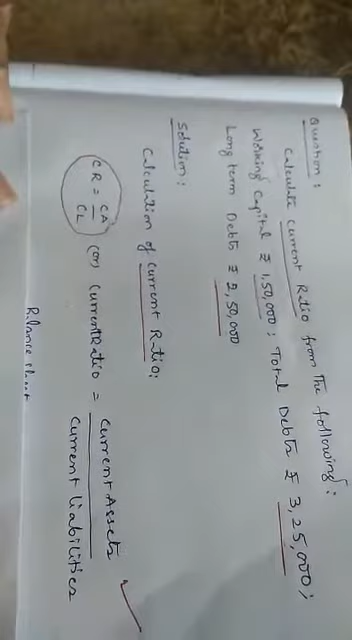 Question:
Calculate Current Ratio from The following:
Working Capital ₹ 1,50,000; Total Debts ₹ 3,25,000;
Long term Debts ₹ 2,50,000
Solution:
Calculation of Current Ratio:
CR = CA/CL (or) Current Ratio = Current Assets / Current liabilities
Balance Sheet